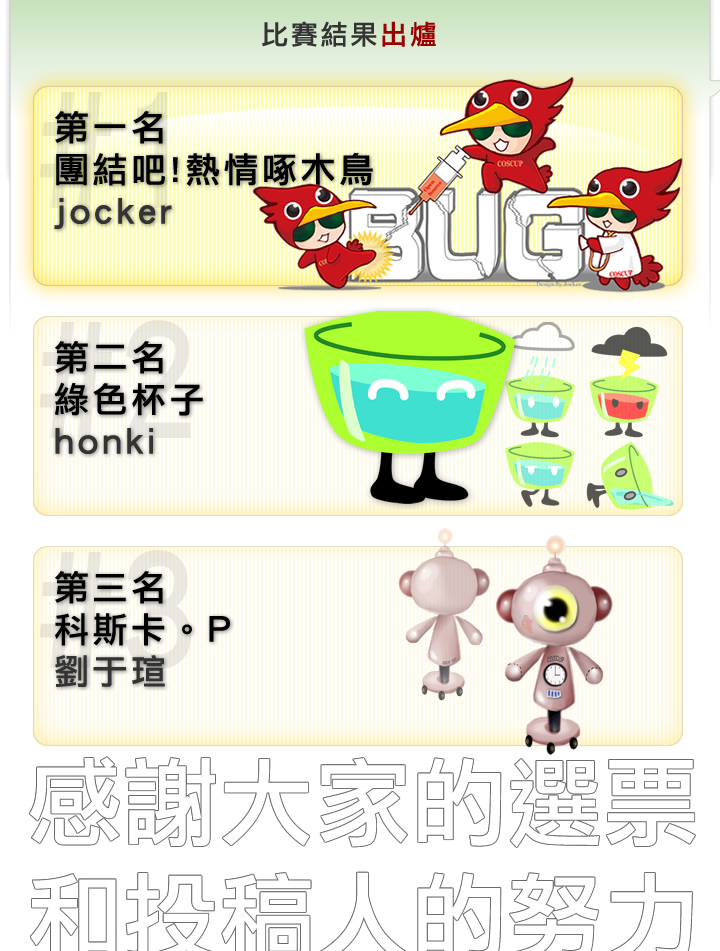 比賽結果出爐
#1
第一名
團結吧!熱情啄木鳥
jocker
COSCUP
BUG
COSCUP
Design By Jocker
#2
第二名
綠色杯子
honki
#3
第三名
科斯卡。P
劉于瑄
感謝大家的選票
和投稿人的努力